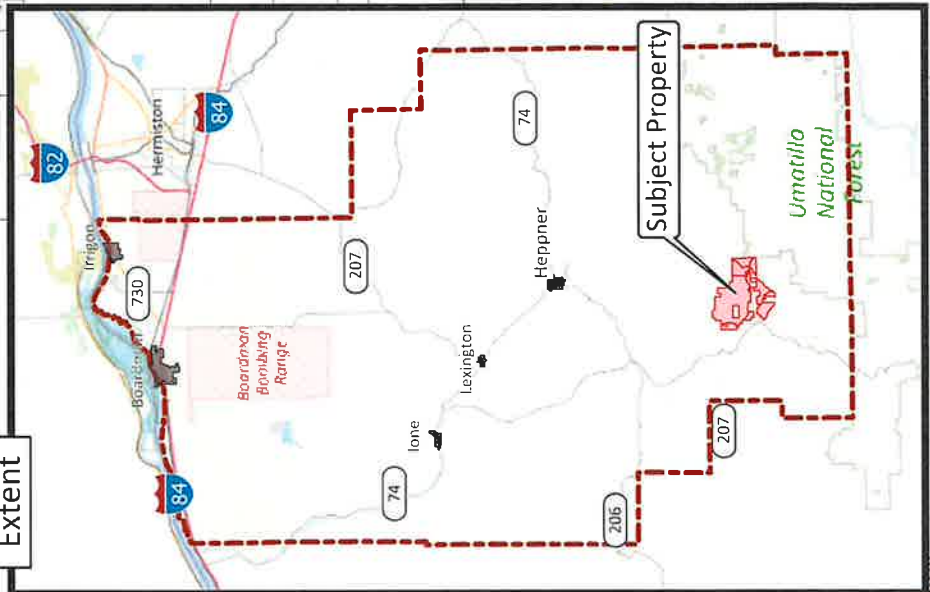 Extent
82
Hermiston
84
Irrigon
730
Boardman
Boardman
Bombing
Range
84
207
74
Heppner
Lexington
Ione
74
Subject Property
Umatilla
National
Forest
207
206